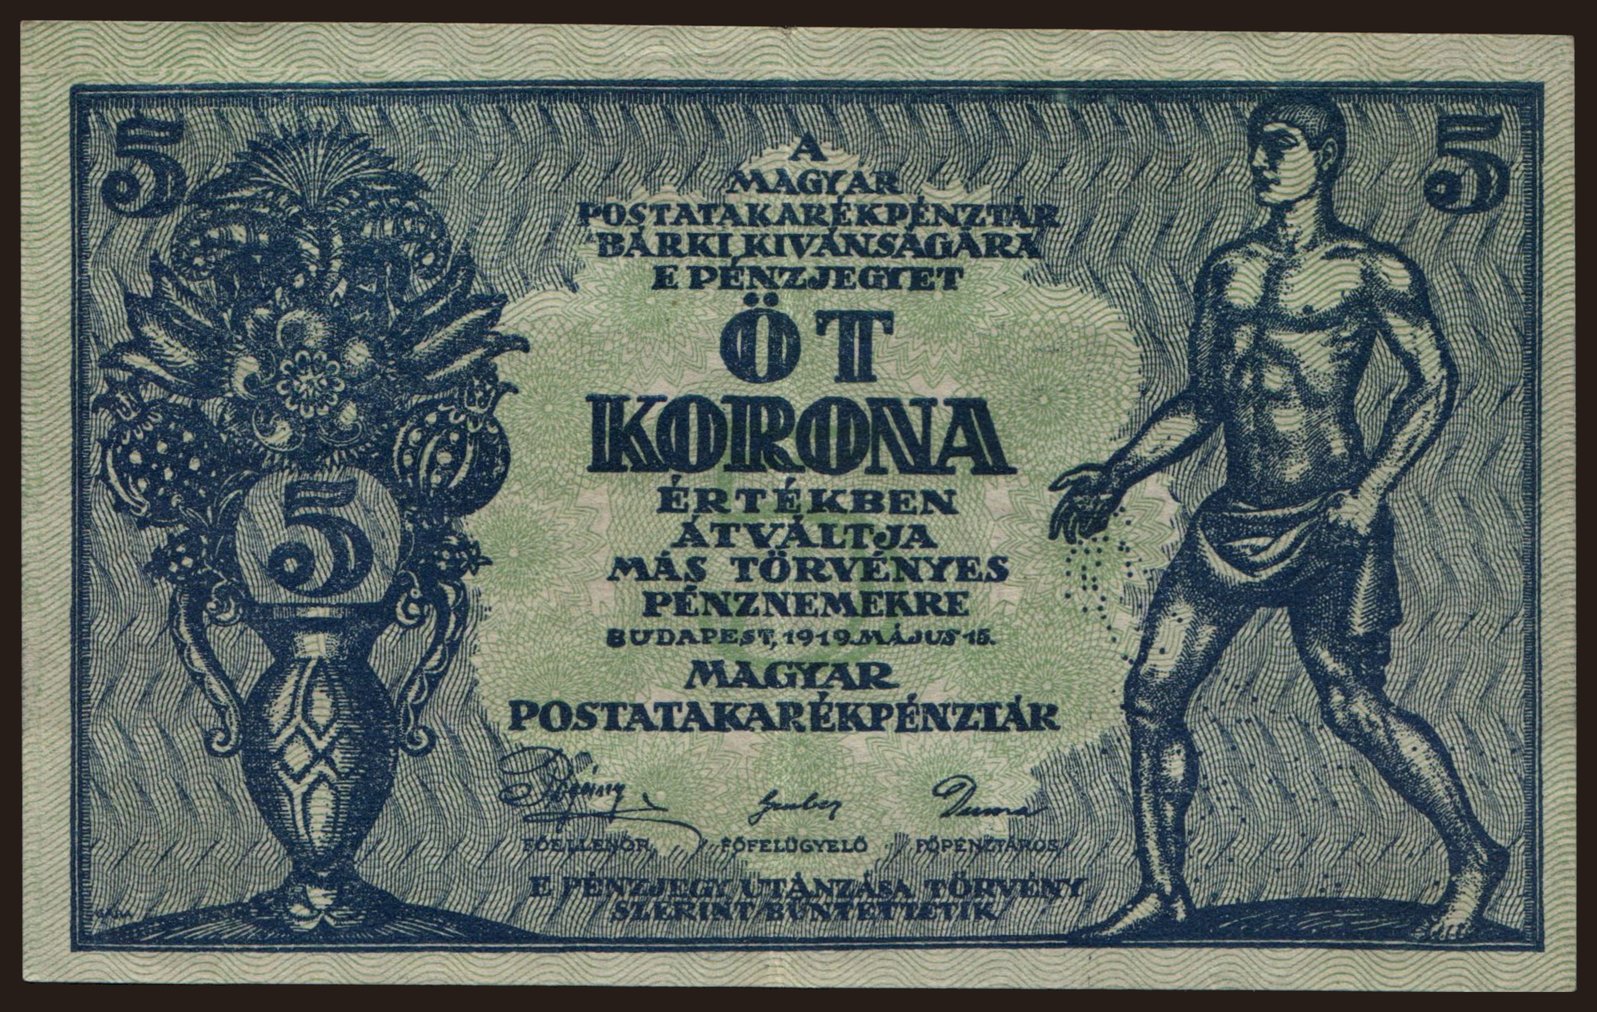 5
5
A
MAGYAR
POSTATAKARÉKPÉNZTÁR
BÁRKI KIVÁNSÁGÁRA
E PÉNZJEGYET
ÖT
KORONA
5
ÉRTÉKBEN
ÁTVÁLTJA
MÁS TÖRVÉNYES
PÉNZNEMEKRE
BUDAPEST, 1919. MÁJUS 15.
MAGYAR
POSTATAKARÉKPÉNZTÁR
FŐELLENŐR FŐFELÜGYELŐ FŐPÉNZTÁROS
E PÉNZJEGY UTÁNZÁSA TÖRVÉNY
SZERINT BÜNTETTETIK